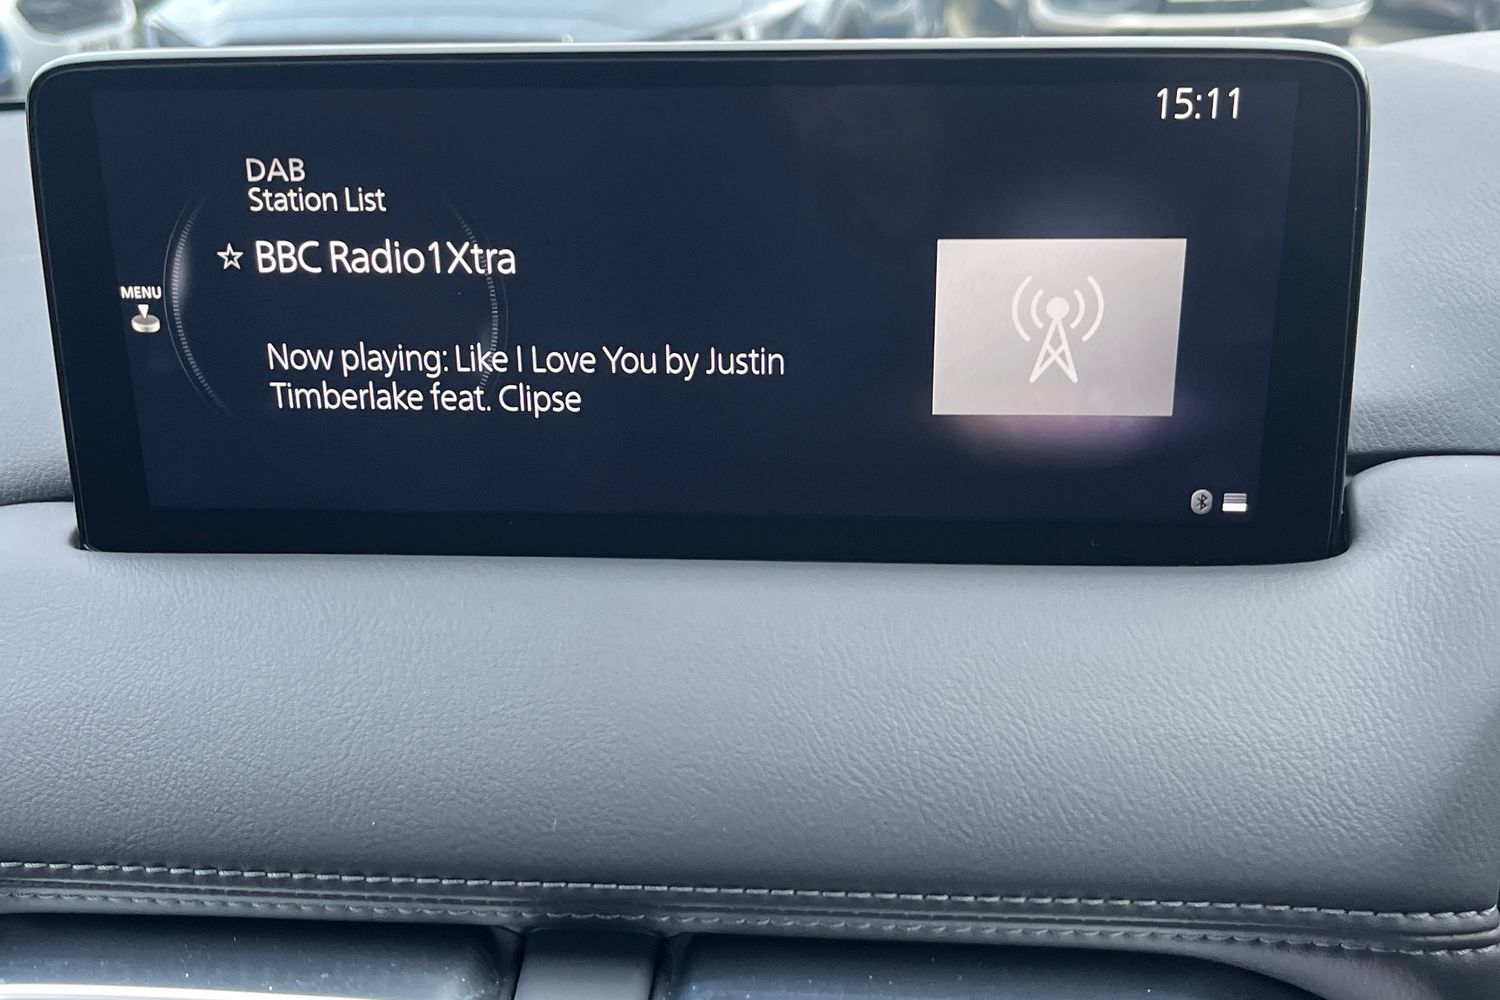 15:11
DAB
Station List
☆ BBC Radio1Xtra
MENU
Now playing: Like I Love You by Justin
Timberlake feat. Clipse